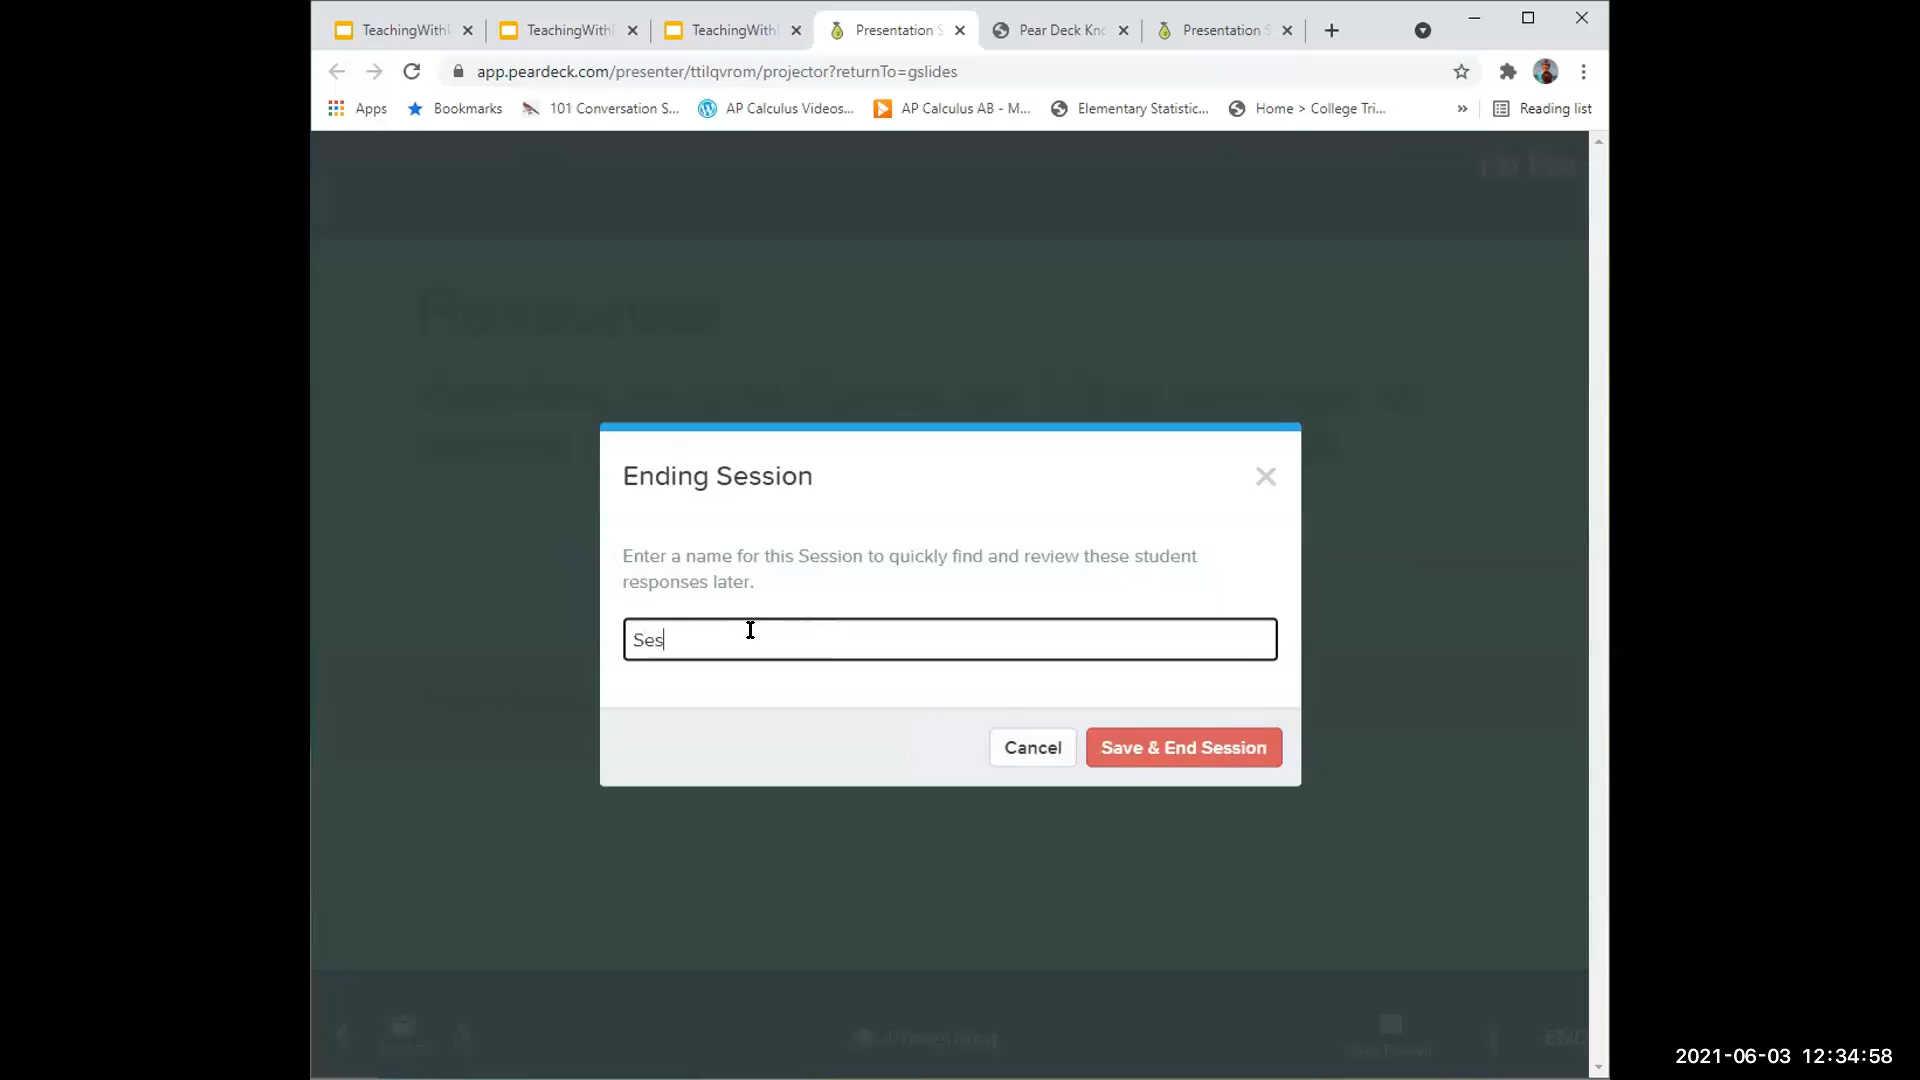 TeachingWith
TeachingWith
TeachingWith
Presentation S
Pear Deck Kno
Presentation S
app.peardeck.com/presenter/ttilqvrom/projector?returnTo=gslides
Apps
Bookmarks
101 Conversation S...
AP Calculus Videos...
AP Calculus AB - M...
Elementary Statistic...
Home > College Tri...
»
Reading list
Ending Session
Enter a name for this Session to quickly find and review these student
responses later.
Ses
Cancel
Save & End Session
END
2021-06-03 12:34:58